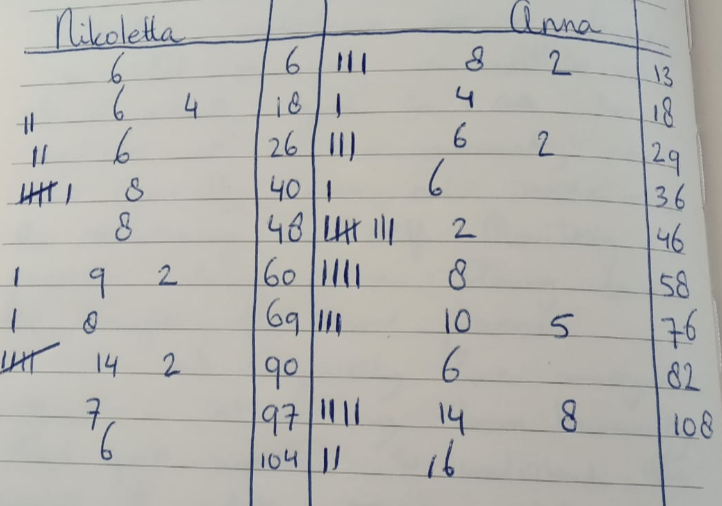 Nikoletta Anna
6 6 III 8 2 13
II 6 4 18 I 4 18
II 6 26 III 6 2 29
IIIII I 8 40 I 6 36
8 48 IIIII III 2 46
I 9 2 60 IIII 8 58
I 8 69 III 10 5 76
IIIII 14 2 90 6 82
7 97 IIII 14 8 108
6 104 II 16